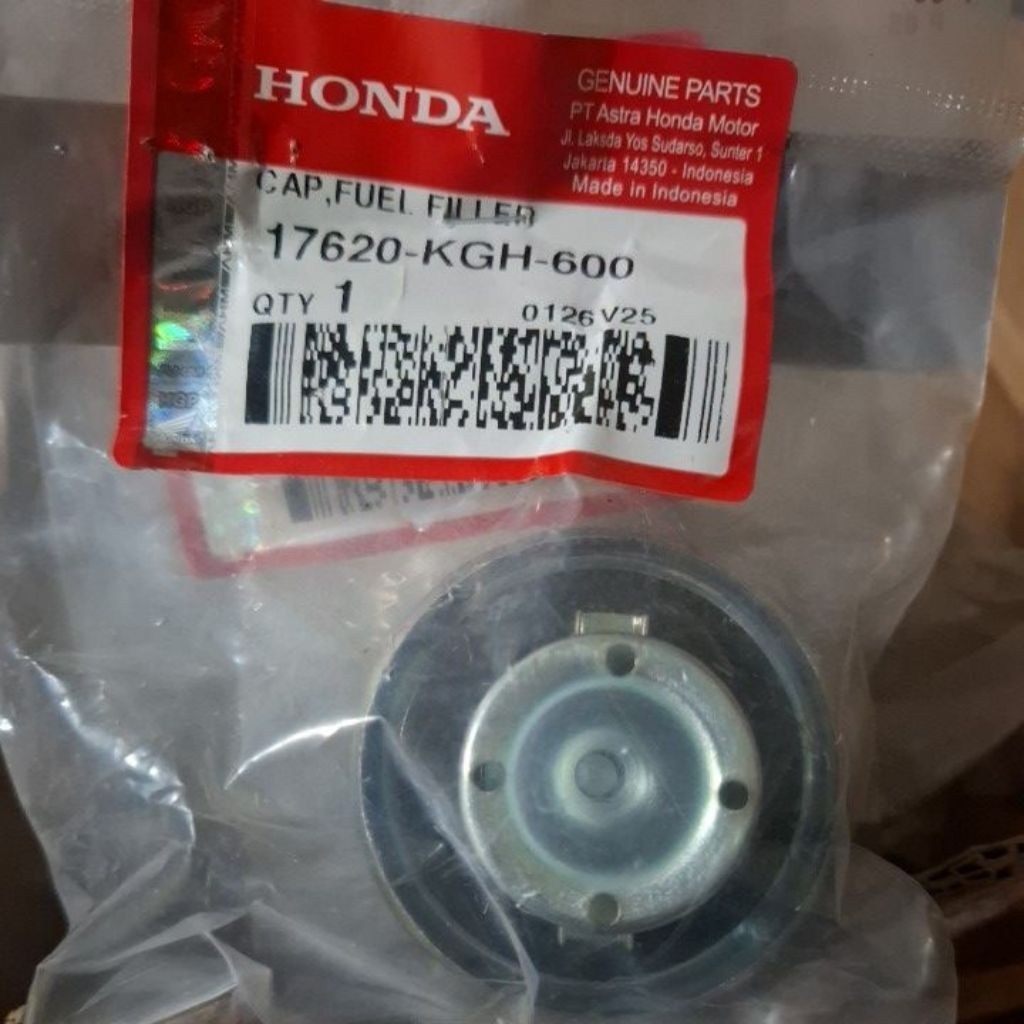 HONDA
GENUINE PARTS
PT Astra Honda Motor
Jl. Laksda Yos Sudarso, Sunter 1
Jakarta 14350 - Indonesia
Made in Indonesia
CAP,FUEL FILLER
17620-KGH-600
QTY 1
0126 V25
HGP